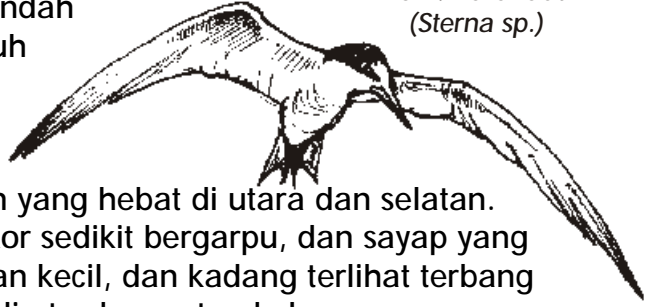 ndah
(Sterna sp.)
uh
yang hebat di utara dan selatan.
or sedikit bergarpu, dan sayap yang
an kecil, dan kadang terlihat terbang